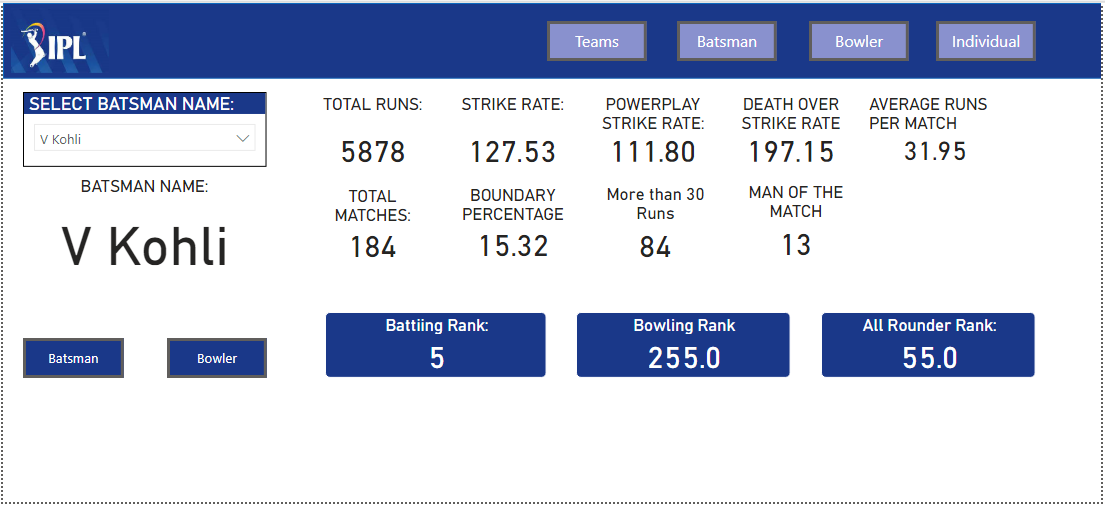 IPL
Teams
Batsman
Bowler
Individual
SELECT BATSMAN NAME:
V Kohli
BATSMAN NAME:
V Kohli
Batsman
Bowler
TOTAL RUNS:
5878
STRIKE RATE:
127.53
POWERPLAY
STRIKE RATE:
111.80
DEATH OVER
STRIKE RATE
197.15
AVERAGE RUNS
PER MATCH
31.95
TOTAL
MATCHES:
184
BOUNDARY
PERCENTAGE
15.32
More than 30
Runs
84
MAN OF THE
MATCH
13
Battiing Rank:
5
Bowling Rank
255.0
All Rounder Rank:
55.0